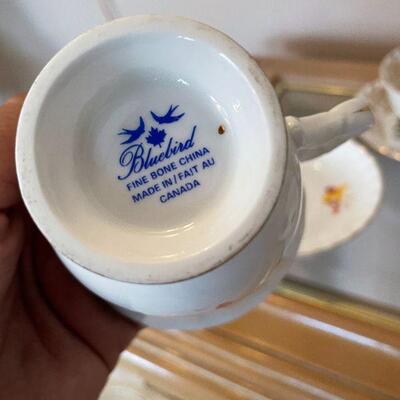 Bluebird
FINE BONE CHINA
MADE IN / FAIT AU
CANADA